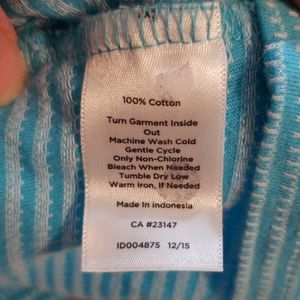 100% Cotton
Turn Garment Inside
Out
Machine Wash Cold
Gentle Cycle
Only Non-Chlorine
Bleach When Needed
Tumble Dry Low
Warm Iron, If Needed
Made in Indonesia
CA #23147
ID004875 12/15